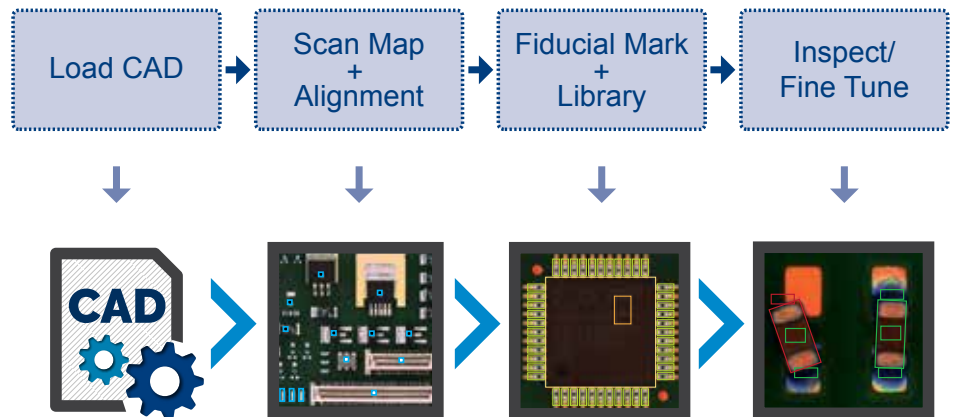 Load CAD
Scan Map
+
Alignment
Fiducial Mark
+
Library
Inspect/
Fine Tune
CAD